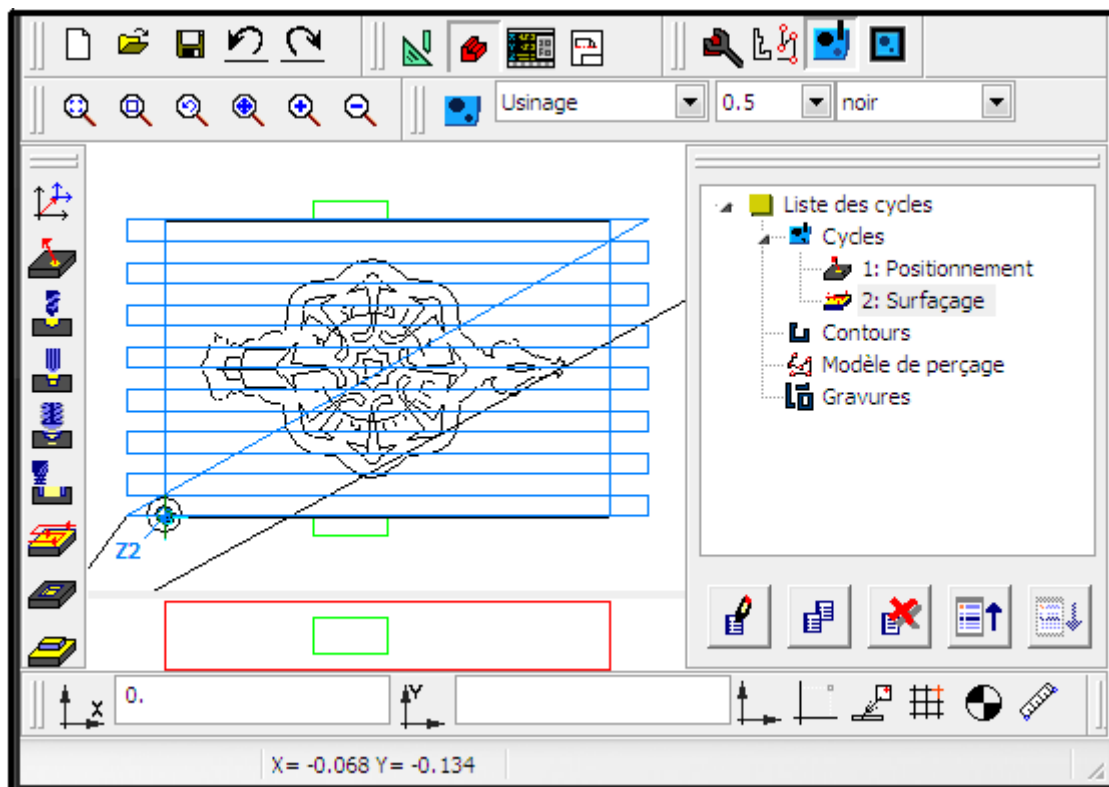 Usinage 0.5 noir
Liste des cycles
Cycles
1: Positionnement
2: Surfaçage
Contours
Modèle de perçage
Gravures
Z2
X 0. Y
X= -0.068 Y= -0.134